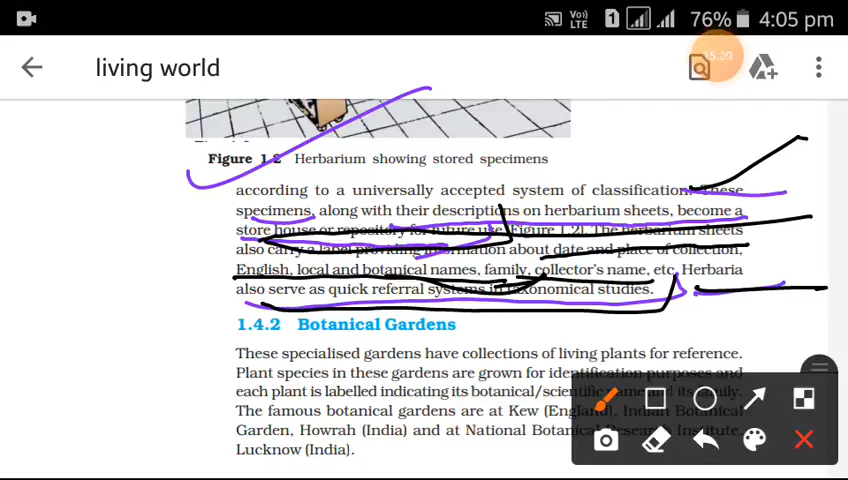 Vo)
LTE
1
76%
4:05 pm
living world
Figure 1.2 Herbarium showing stored specimens
according to a universally accepted system of classification. These
specimens, along with their descriptions on herbarium sheets, become a
store house or repository for future use (Figure 1.2). The herbarium sheets
also carry a label providing information about date and place of collection,
English, local and botanical names, family, collector's name, etc. Herbaria
also serve as quick referral systems in taxonomical studies.
1.4.2 Botanical Gardens
These specialised gardens have collections of living plants for reference.
Plant species in these gardens are grown for identification purposes and
each plant is labelled indicating its botanical/scientific name and its family.
The famous botanical gardens are at Kew (England), Indian Botanical
Garden, Howrah (India) and at National Botanical Research Institute,
Lucknow (India).